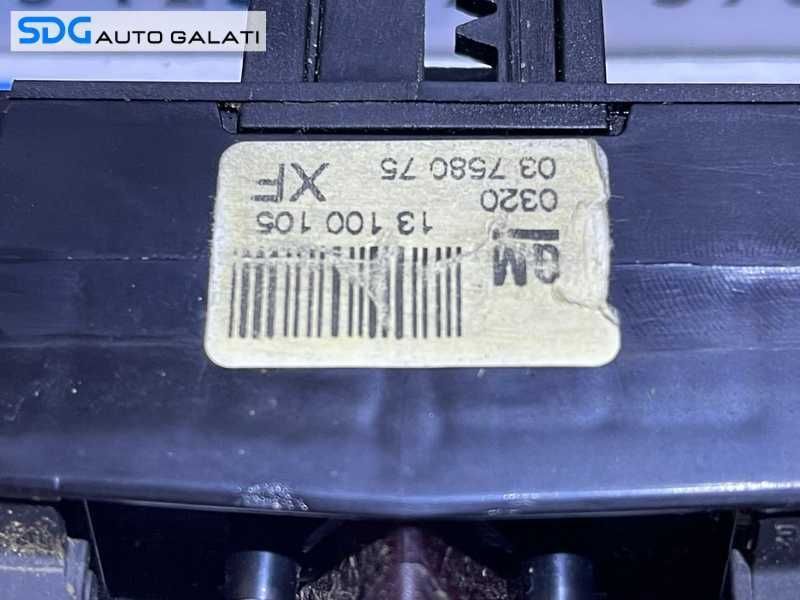 SDG AUTO GALATI
GM
13 100 105
0320
XF
03 7580 75